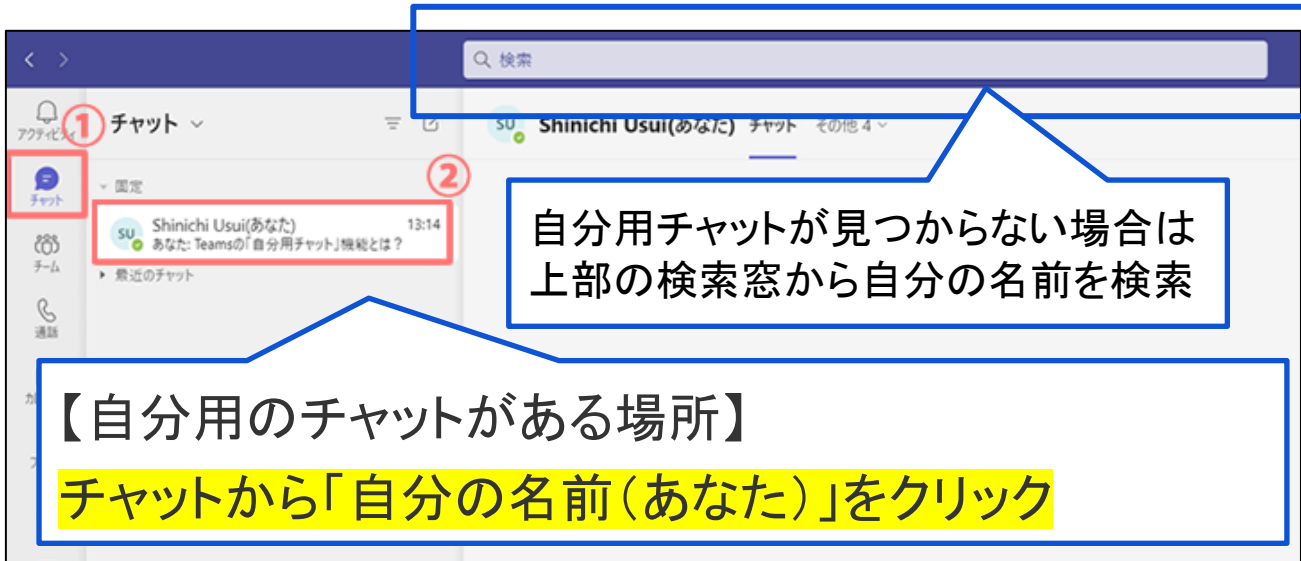 検索
アクティビティ
①
チャット
SU
Shinichi Usui(あなた) チャット その他 4
チャット
固定
②
SU
Shinichi Usui(あなた) 13:14
あなた: Teamsの「自分用チャット」機能とは？
チーム
最近のチャット
通話
自分用チャットが見つからない場合は
上部の検索窓から自分の名前を検索
【自分用のチャットがある場所】
チャットから「自分の名前（あなた）」をクリック